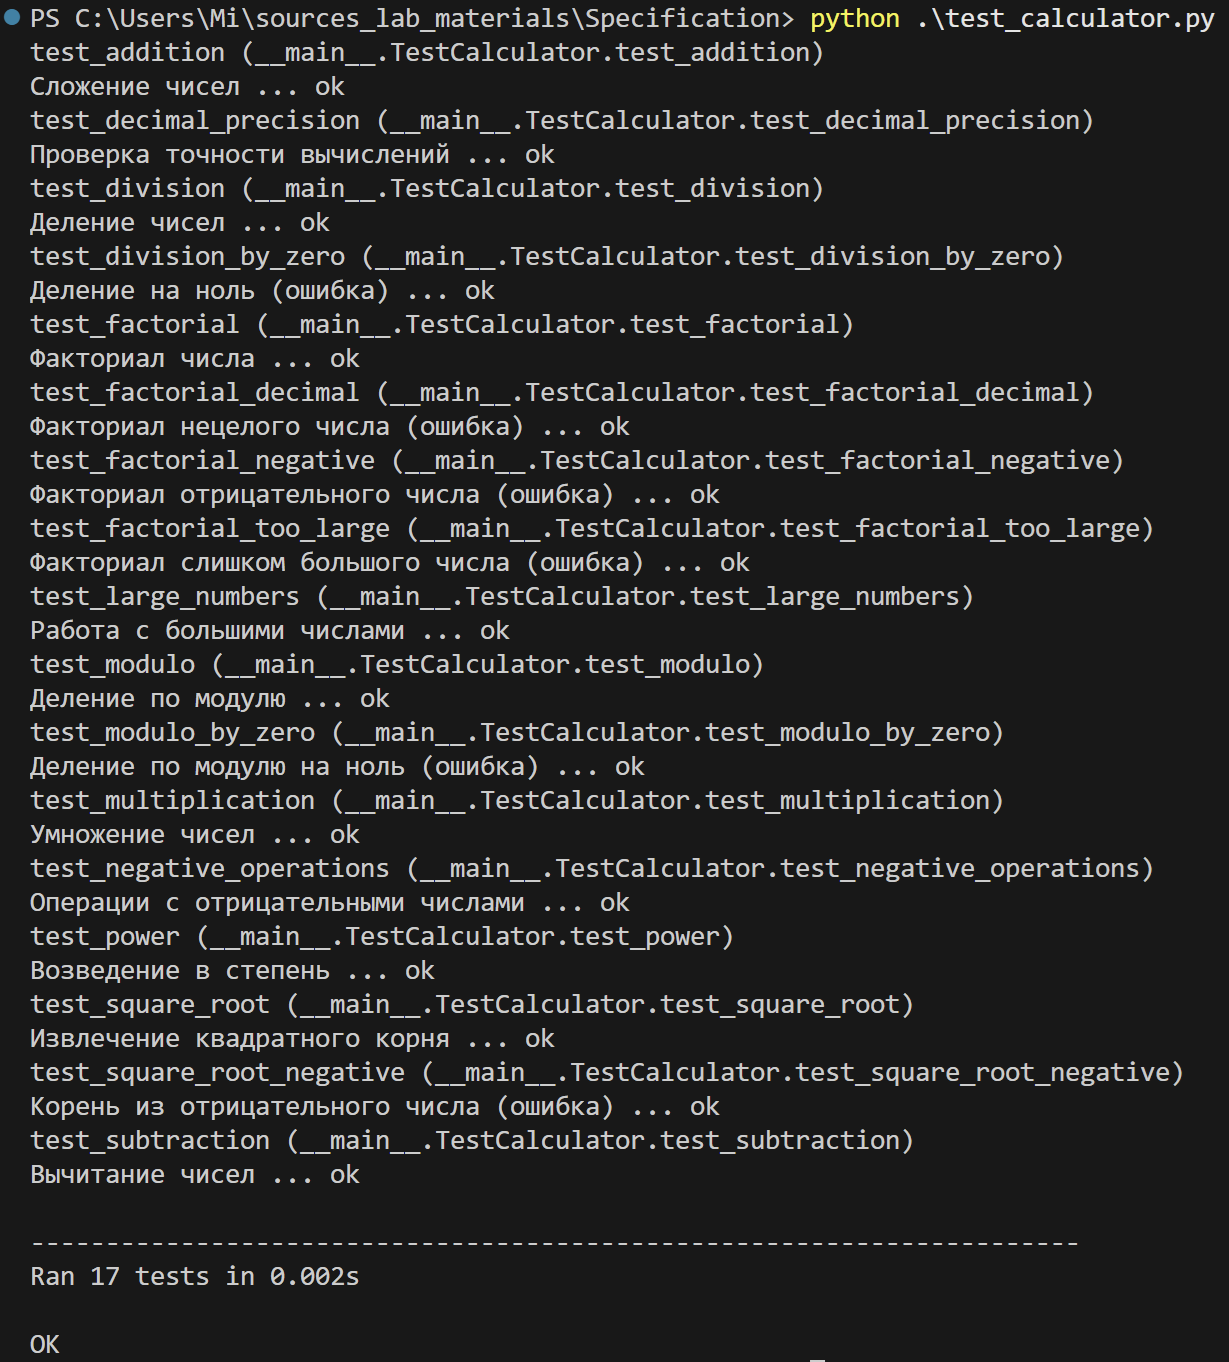 PS C:\Users\Mi\sources_lab_materials\Specification> python .\test_calculator.py
test_addition (__main__.TestCalculator.test_addition)
Сложение чисел ... ok
test_decimal_precision (__main__.TestCalculator.test_decimal_precision)
Проверка точности вычислений ... ok
test_division (__main__.TestCalculator.test_division)
Деление чисел ... ok
test_division_by_zero (__main__.TestCalculator.test_division_by_zero)
Деление на ноль (ошибка) ... ok
test_factorial (__main__.TestCalculator.test_factorial)
Факториал числа ... ok
test_factorial_decimal (__main__.TestCalculator.test_factorial_decimal)
Факториал нецелого числа (ошибка) ... ok
test_factorial_negative (__main__.TestCalculator.test_factorial_negative)
Факториал отрицательного числа (ошибка) ... ok
test_factorial_too_large (__main__.TestCalculator.test_factorial_too_large)
Факториал слишком большого числа (ошибка) ... ok
test_large_numbers (__main__.TestCalculator.test_large_numbers)
Работа с большими числами ... ok
test_modulo (__main__.TestCalculator.test_modulo)
Деление по модулю ... ok
test_modulo_by_zero (__main__.TestCalculator.test_modulo_by_zero)
Деление по модулю на ноль (ошибка) ... ok
test_multiplication (__main__.TestCalculator.test_multiplication)
Умножение чисел ... ok
test_negative_operations (__main__.TestCalculator.test_negative_operations)
Операции с отрицательными числами ... ok
test_power (__main__.TestCalculator.test_power)
Возведение в степень ... ok
test_square_root (__main__.TestCalculator.test_square_root)
Извлечение квадратного корня ... ok
test_square_root_negative (__main__.TestCalculator.test_square_root_negative)
Корень из отрицательного числа (ошибка) ... ok
test_subtraction (__main__.TestCalculator.test_subtraction)
Вычитание чисел ... ok
----------------------------------------------------------------------
Ran 17 tests in 0.002s
OK